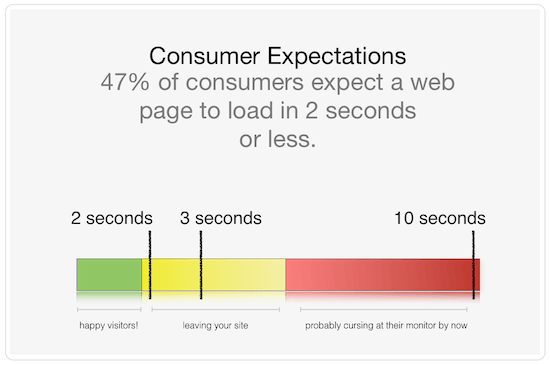 Consumer Expectations
47% of consumers expect a web
page to load in 2 seconds
or less.
2 seconds 3 seconds 10 seconds
happy visitors! leaving your site probably cursing at their monitor by now